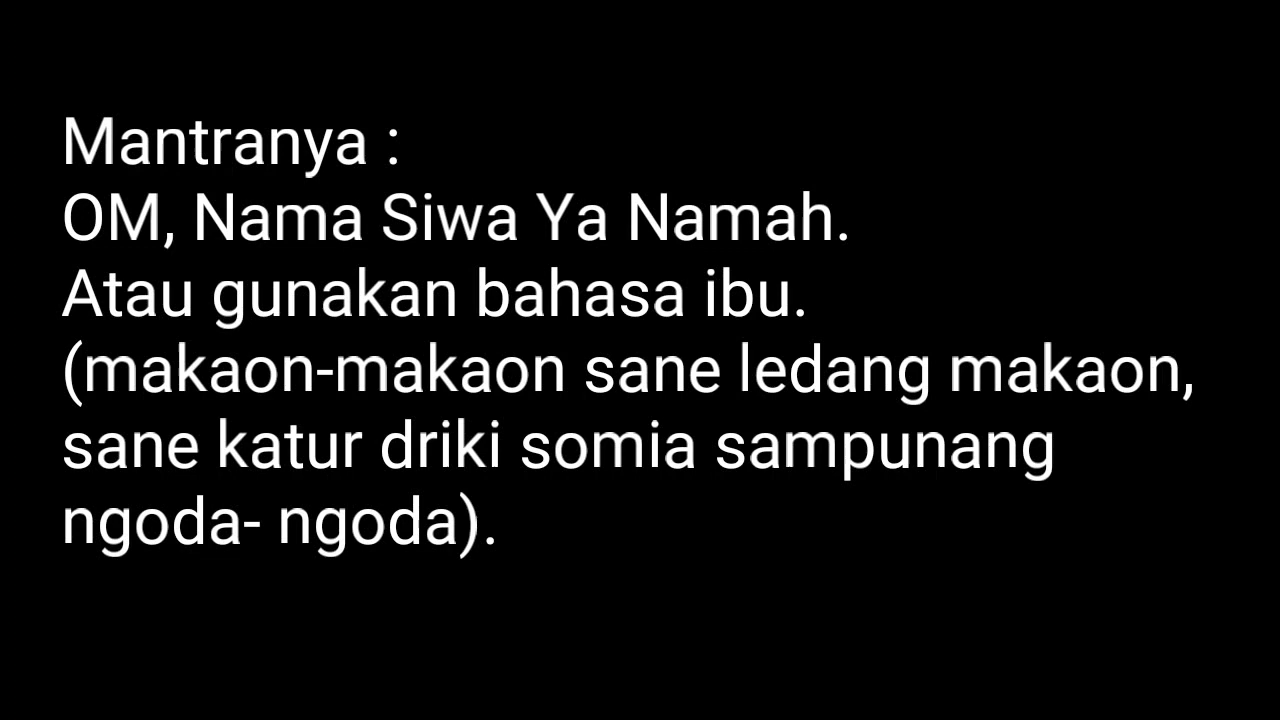 Mantranya :
OM, Nama Siwa Ya Namah.
Atau gunakan bahasa ibu.
(makaon-makaon sane ledang makaon,
sane katur driki somia sampunang
ngoda- ngoda).